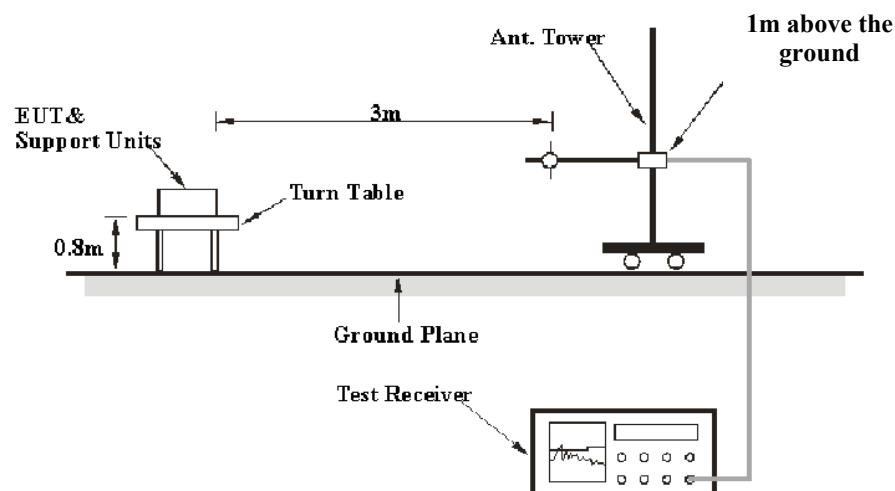 1m above the
ground
Ant. Tower
3m
EUT&
Support Units
Turn Table
0.8m
Ground Plane
Test Receiver